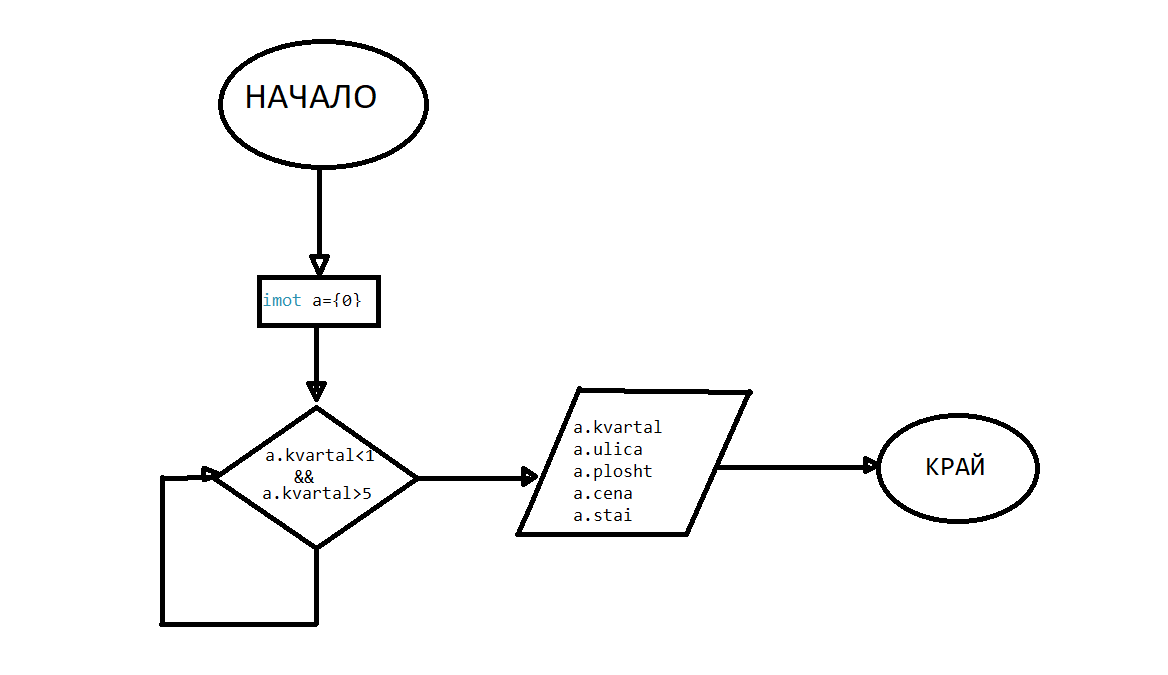 НАЧАЛО
imot a={0}
a.kvartal<1
&&
a.kvartal>5
a.kvartal
a.ulica
a.plosht
a.cena
a.stai
КРАЙ